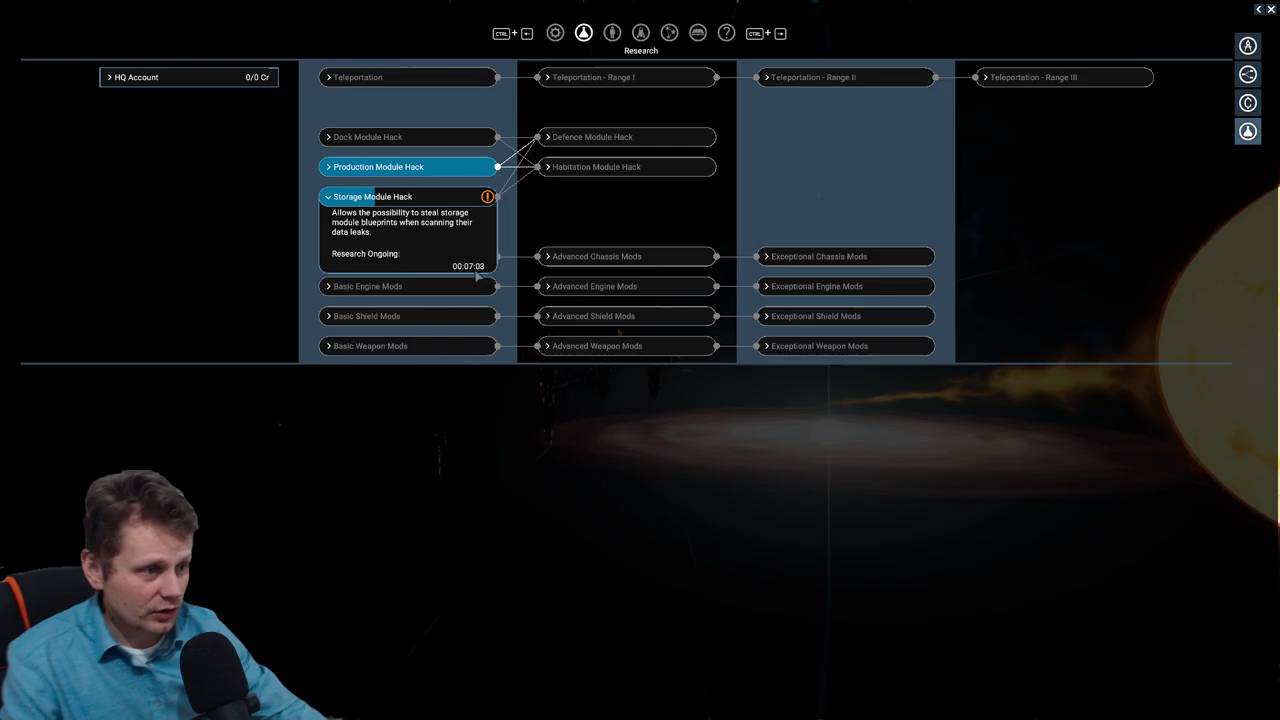 CTRL + ← ? CTRL + →
Research
HQ Account 0/0 Cr
Teleportation
Teleportation - Range I
Teleportation - Range II
Teleportation - Range III
Dock Module Hack
Defence Module Hack
Production Module Hack
Habitation Module Hack
Storage Module Hack
Allows the possibility to steal storage
module blueprints when scanning their
data leaks.
Research Ongoing:
00:07:03
Advanced Chassis Mods
Exceptional Chassis Mods
Basic Engine Mods
Advanced Engine Mods
Exceptional Engine Mods
Basic Shield Mods
Advanced Shield Mods
Exceptional Shield Mods
Basic Weapon Mods
Advanced Weapon Mods
Exceptional Weapon Mods